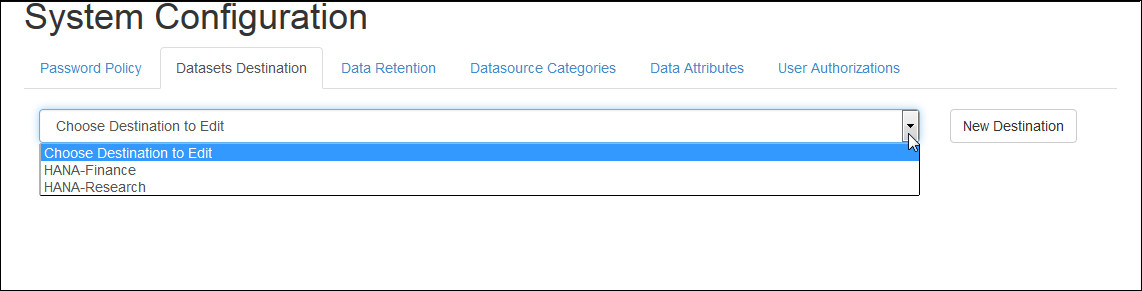 System Configuration
Password Policy Datasets Destination Data Retention Datasource Categories Data Attributes User Authorizations
Choose Destination to Edit New Destination
Choose Destination to Edit
HANA-Finance
HANA-Research